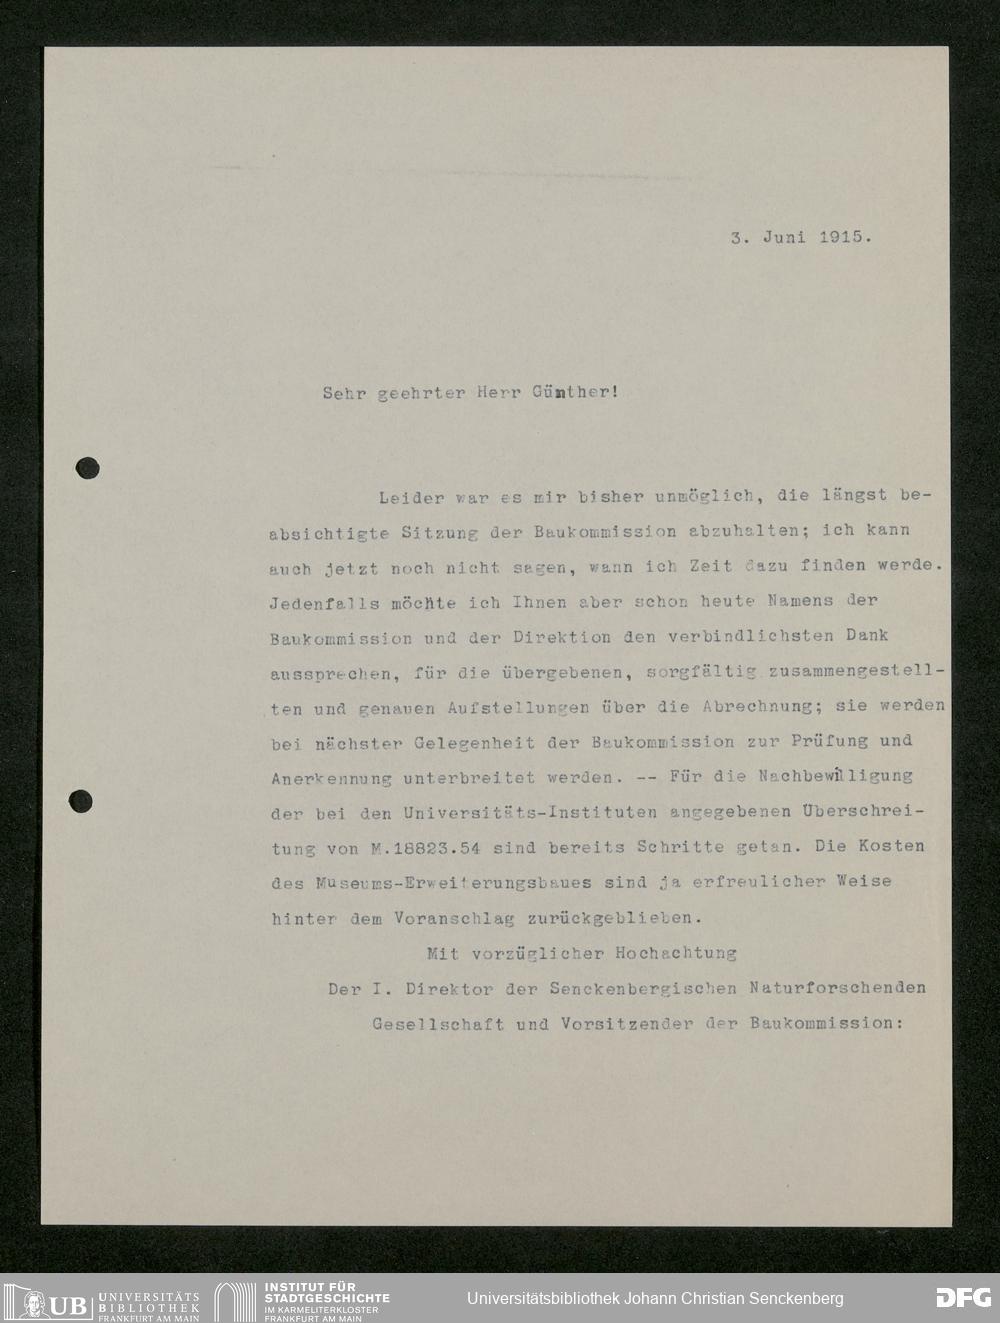 3. Juni 1915.
Sehr geehrter Herr Günther!
Leider war es mir bisher unmöglich, die längst be-
absichtigte Sitzung der Baukommission abzuhalten; ich kann
auch jetzt noch nicht sagen, wann ich Zeit dazu finden werde.
Jedenfalls möchte ich Ihnen aber schon heute Namens der
Baukommission und der Direktion den verbindlichsten Dank
aussprechen, für die übergebenen, sorgfältig zusammengestell-
ten und genauen Aufstellungen über die Abrechnung; sie werden
bei nächster Gelegenheit der Baukommission zur Prüfung und
Anerkennung unterbreitet werden. -- Für die Nachbewilligung
der bei den Universitäts-Instituten angegebenen Überschrei-
tung von M.18823.54 sind bereits Schritte getan. Die Kosten
des Museums-Erweiterungsbaues sind ja erfreulicher Weise
hinter dem Voranschlag zurückgeblieben.
Mit vorzüglicher Hochachtung
Der I. Direktor der Senckenbergischen Naturforschenden
Gesellschaft und Vorsitzender der Baukommission:
UB UNIVERSITÄTS
BIBLIOTHEK
FRANKFURT AM MAIN
INSTITUT FÜR
STADTGESCHICHTE
IM KARMELITERKLOSTER
FRANKFURT AM MAIN
Universitätsbibliothek Johann Christian Senckenberg
DFG